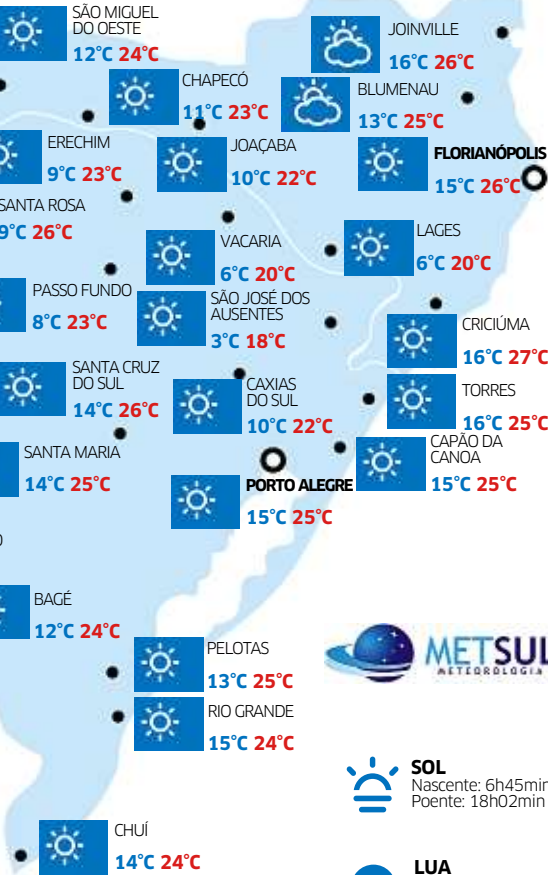 SÃO MIGUEL
DO OESTE
12°C 24°C
JOINVILLE
16°C 26°C
CHAPECÓ
11°C 23°C
BLUMENAU
13°C 25°C
ERECHIM
9°C 23°C
JOAÇABA
10°C 22°C
FLORIANÓPOLIS
15°C 26°C
SANTA ROSA
9°C 26°C
VACARIA
6°C 20°C
LAGES
6°C 20°C
PASSO FUNDO
8°C 23°C
SÃO JOSÉ DOS
AUSENTES
3°C 18°C
CRICIÚMA
16°C 27°C
SANTA CRUZ
DO SUL
14°C 26°C
CAXIAS
DO SUL
10°C 22°C
TORRES
16°C 25°C
SANTA MARIA
14°C 25°C
CAPÃO DA
CANOA
15°C 25°C
PORTO ALEGRE
15°C 25°C
BAGÉ
12°C 24°C
PELOTAS
13°C 25°C
METSUL
METEOROLOGIA
RIO GRANDE
15°C 24°C
SOL
Nascente: 6h45min
Poente: 18h02min
CHUÍ
14°C 24°C
LUA